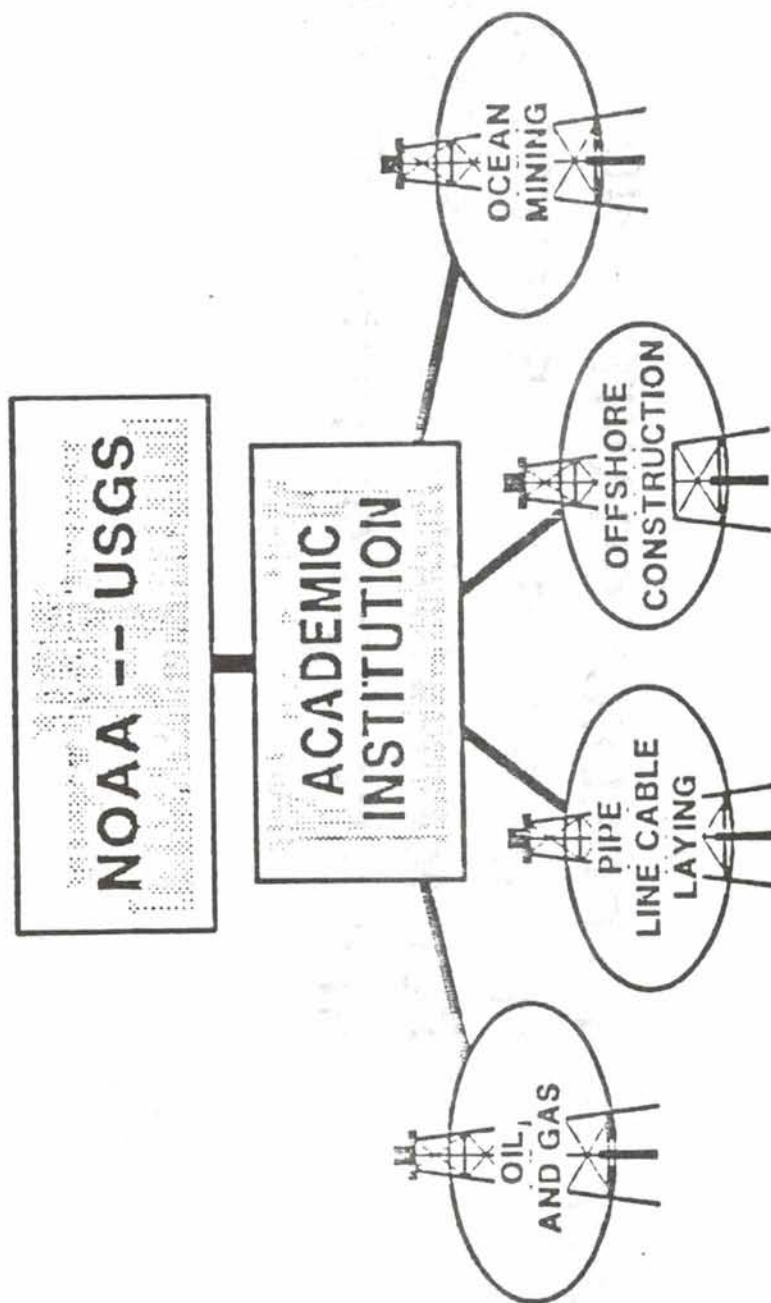 NOAA -- USGS
ACADEMIC
INSTITUTION
OIL,
AND GAS
PIPE
LINE CABLE
LAYING
OFFSHORE
CONSTRUCTION
OCEAN
MINING